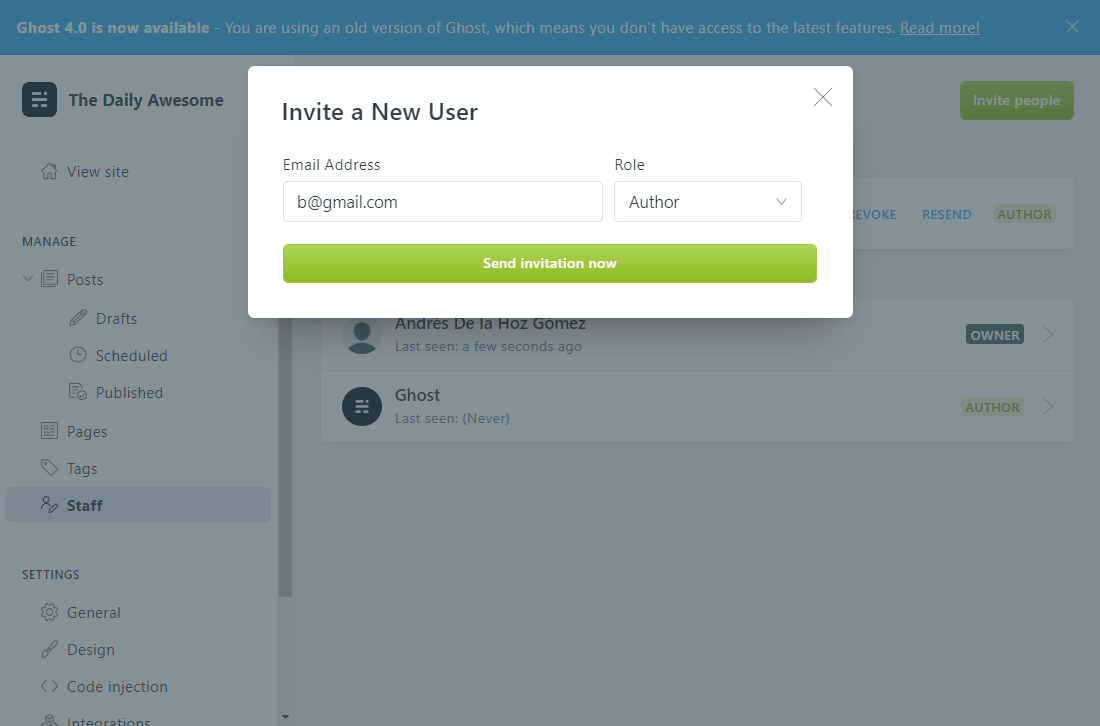 Ghost 4.0 is now available - You are using an old version of Ghost, which means you don't have access to the latest features. Read more!
The Daily Awesome
Invite people
View site
MANAGE
Posts
Drafts
Scheduled
Published
Pages
Tags
Staff
SETTINGS
General
Design
Code injection
Integrations
Invite a New User
Email Address
Role
b@gmail.com
Author
Send invitation now
EVOKE RESEND AUTHOR
Andrés De la Hoz Gómez
Last seen: a few seconds ago
OWNER
Ghost
Last seen: (Never)
AUTHOR